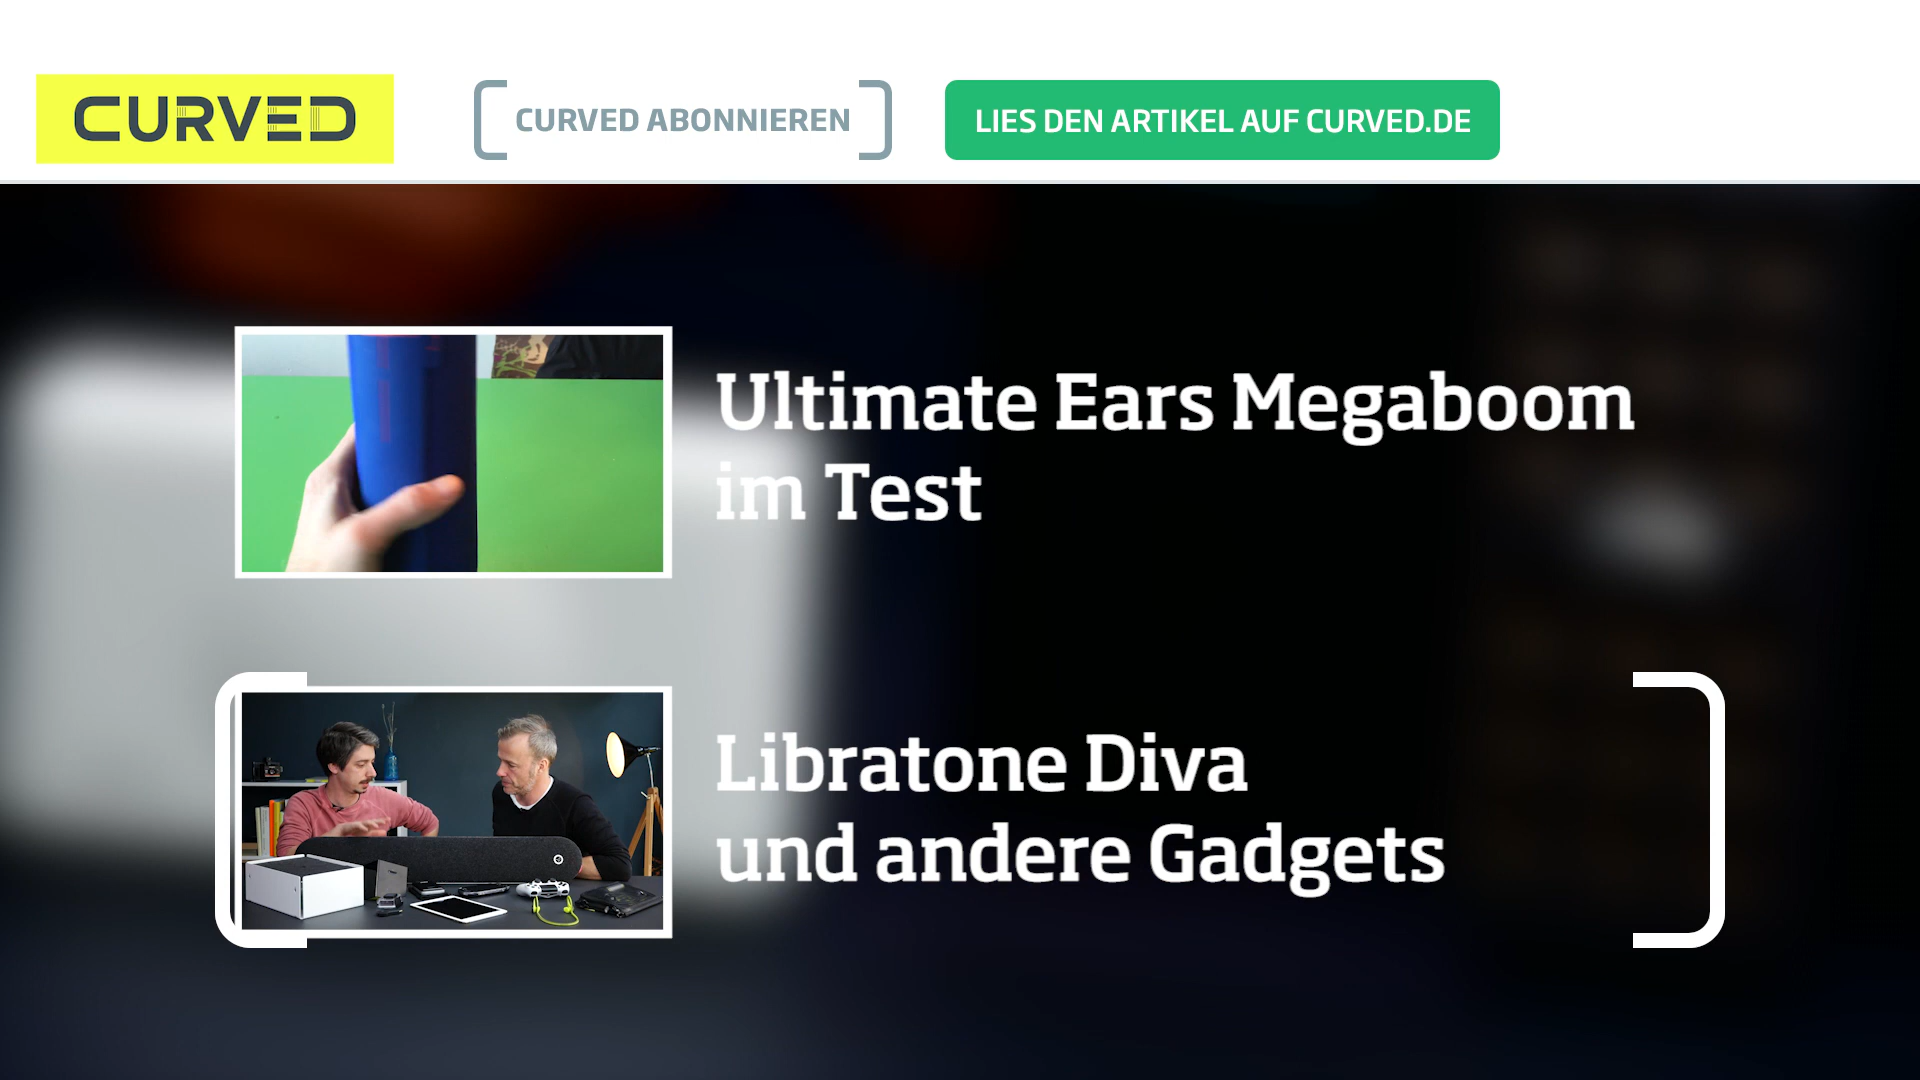 CURVED
CURVED ABONNIEREN
LIES DEN ARTIKEL AUF CURVED.DE
Ultimate Ears Megaboom
im Test
Libratone Diva
und andere Gadgets